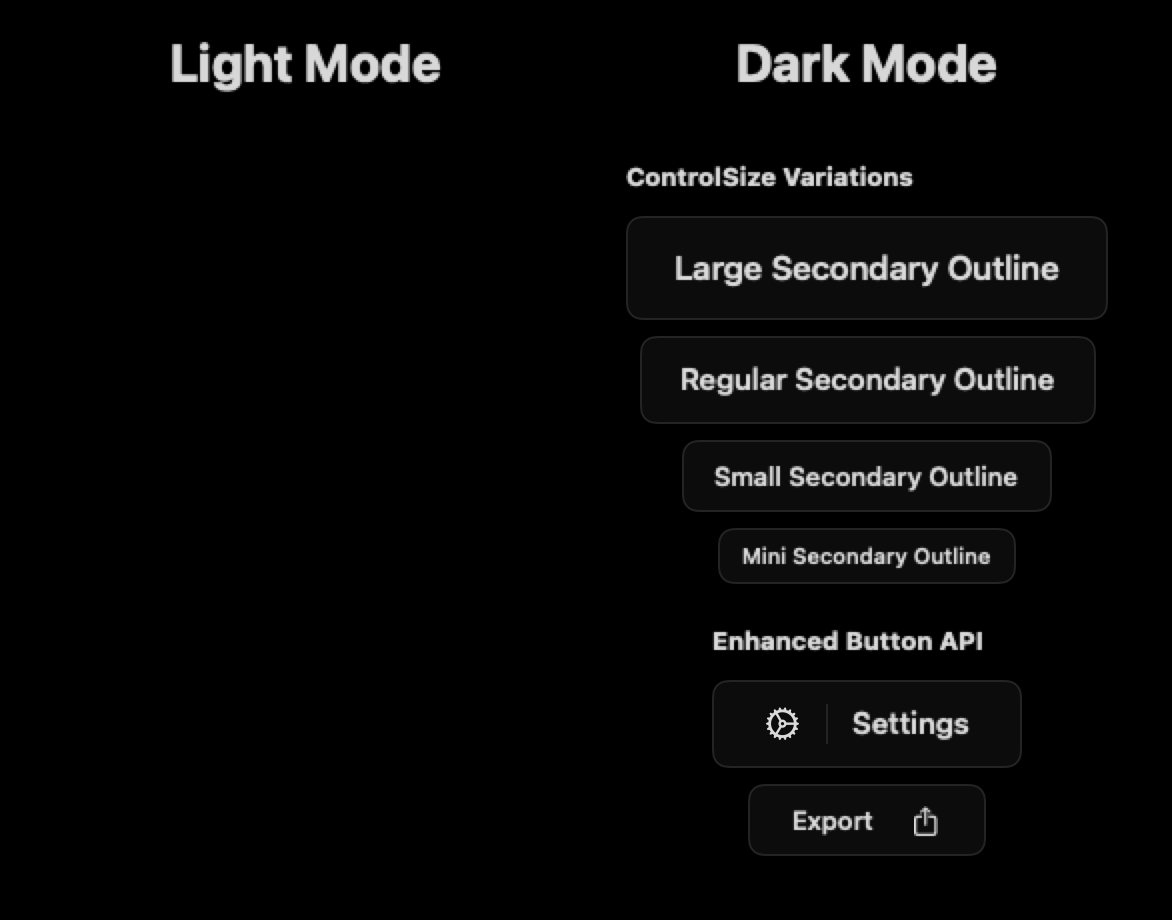 Light Mode
Dark Mode
ControlSize Variations
Large Secondary Outline
Regular Secondary Outline
Small Secondary Outline
Mini Secondary Outline
Enhanced Button API
Settings
Export